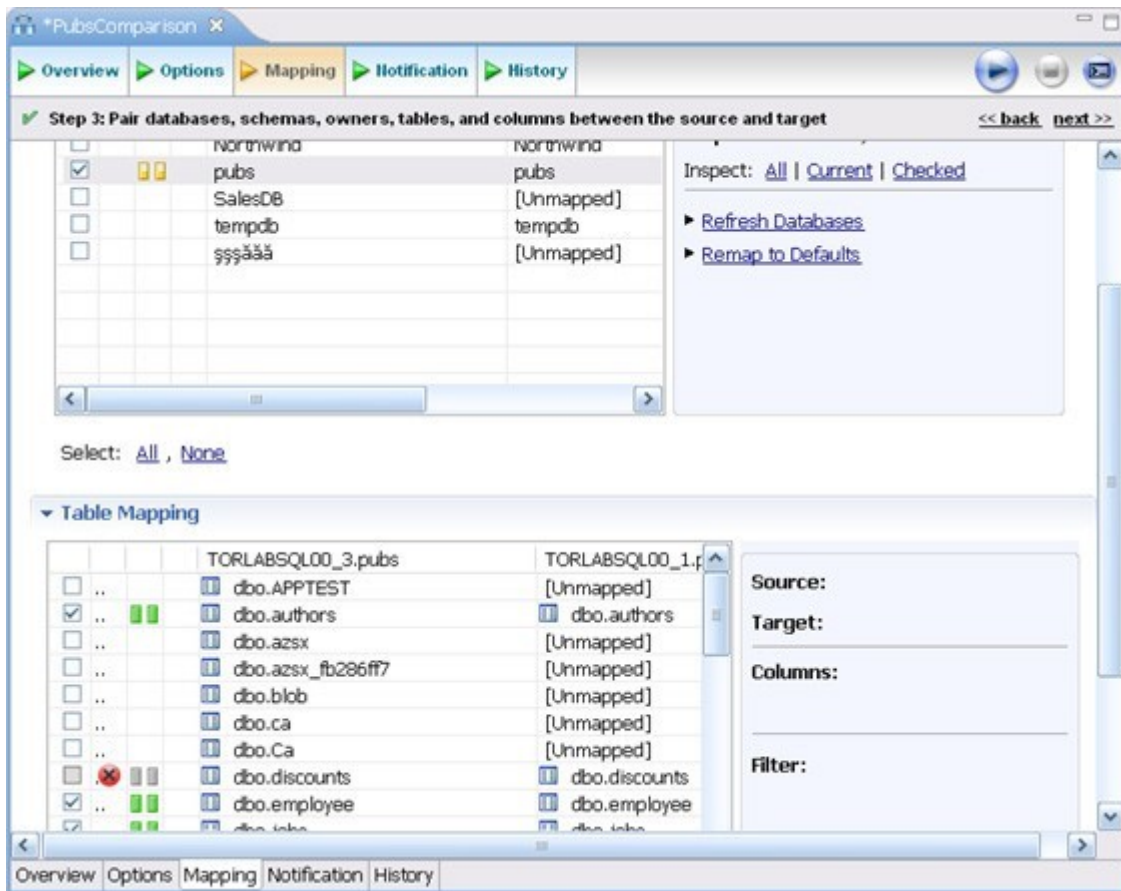 *PubsComparison
Overview Options Mapping Notification History
Step 3: Pair databases, schemas, owners, tables, and columns between the source and target << back next >>
Northwind Northwind
pubs pubs
Inspect: All | Current | Checked
SalesDB [Unmapped]
Refresh Databases
tempdb tempdb
Remap to Defaults
şşşăăă [Unmapped]
Select: All , None
Table Mapping
TORLABSQL00_3.pubs TORLABSQL00_1.p
.. dbo.APPTEST [Unmapped]
Source:
.. dbo.authors dbo.authors
Target:
.. dbo.azsx [Unmapped]
.. dbo.azsx_fb286ff7 [Unmapped]
Columns:
.. dbo.blob [Unmapped]
.. dbo.ca [Unmapped]
.. dbo.Ca [Unmapped]
Filter:
. dbo.discounts dbo.discounts
.. dbo.employee dbo.employee
dbo.jobs dbo.jobs
Overview Options Mapping Notification History